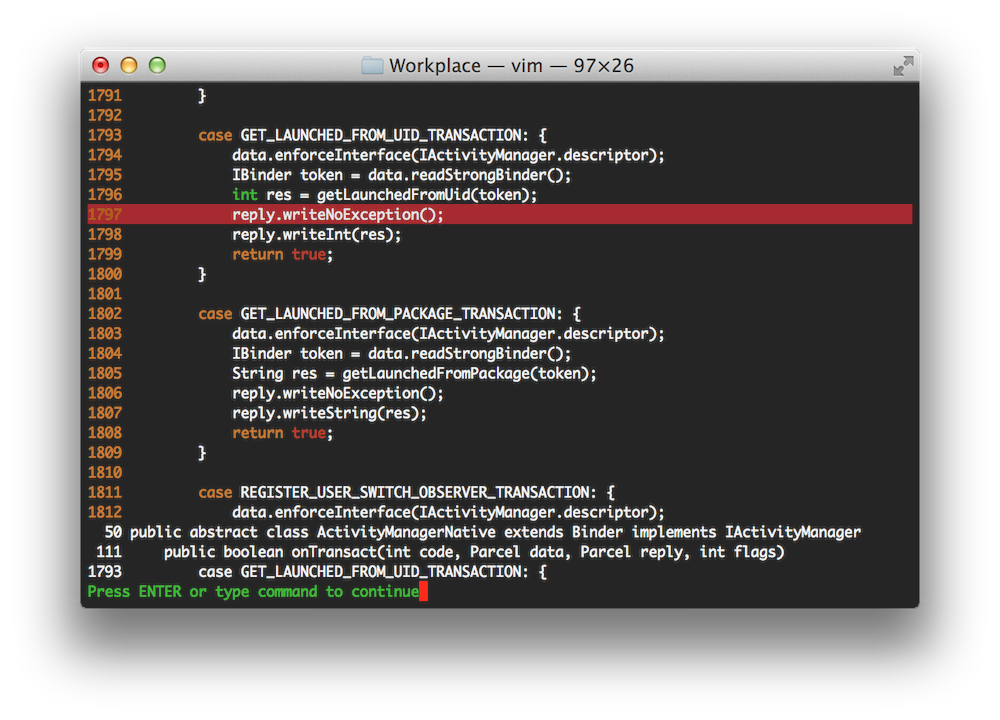 Workplace — vim — 97×26
1791         }
1792
1793         case GET_LAUNCHED_FROM_UID_TRANSACTION: {
1794             data.enforceInterface(IActivityManager.descriptor);
1795             IBinder token = data.readStrongBinder();
1796             int res = getLaunchedFromUid(token);
1797             reply.writeNoException();
1798             reply.writeInt(res);
1799             return true;
1800         }
1801
1802         case GET_LAUNCHED_FROM_PACKAGE_TRANSACTION: {
1803             data.enforceInterface(IActivityManager.descriptor);
1804             IBinder token = data.readStrongBinder();
1805             String res = getLaunchedFromPackage(token);
1806             reply.writeNoException();
1807             reply.writeString(res);
1808             return true;
1809         }
1810
1811         case REGISTER_USER_SWITCH_OBSERVER_TRANSACTION: {
1812             data.enforceInterface(IActivityManager.descriptor);
  50 public abstract class ActivityManagerNative extends Binder implements IActivityManager
 111     public boolean onTransact(int code, Parcel data, Parcel reply, int flags)
1793         case GET_LAUNCHED_FROM_UID_TRANSACTION: {
Press ENTER or type command to continue